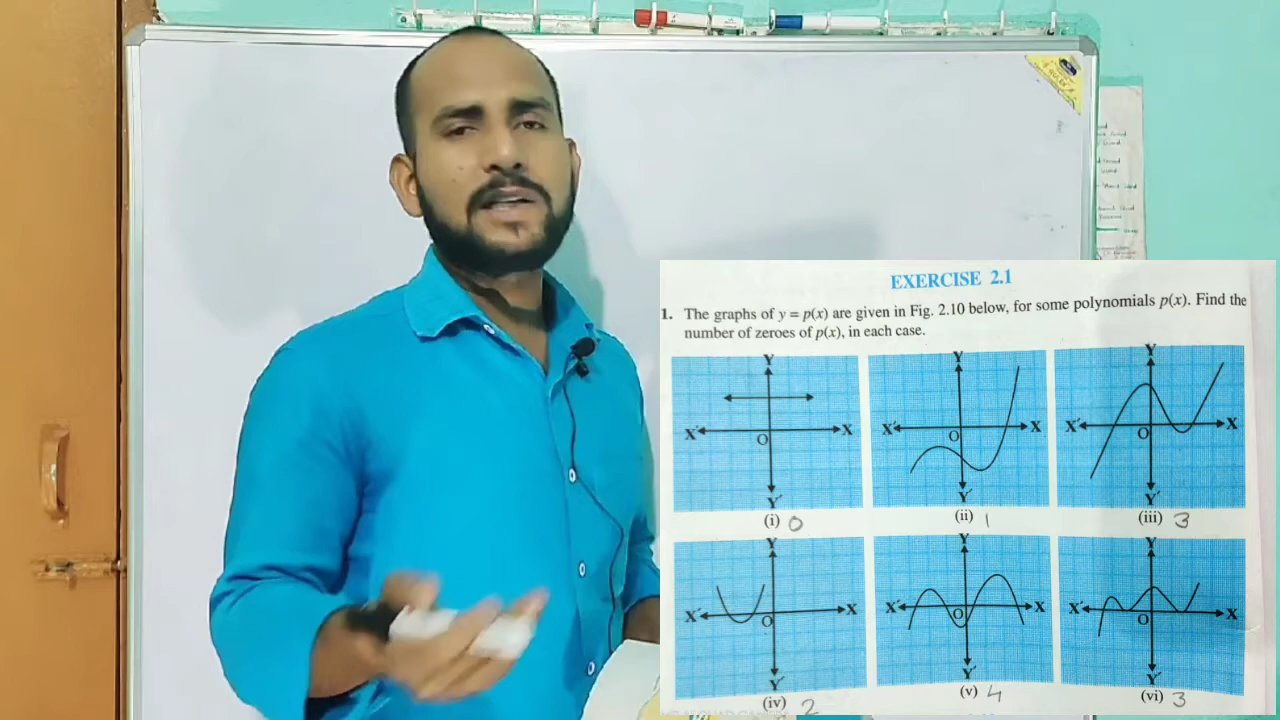 EXERCISE 2.1
1. The graphs of y = p(x) are given in Fig. 2.10 below, for some polynomials p(x). Find the
number of zeroes of p(x), in each case.
Y Y Y
X′ O X X′ O X X′ O X
Y′ Y′ Y′
(i) 0 (ii) 1 (iii) 3
Y Y Y
X′ O X X′ O X X′ O X
Y′ Y′ Y′
(iv) 2 (v) 4 (vi) 3